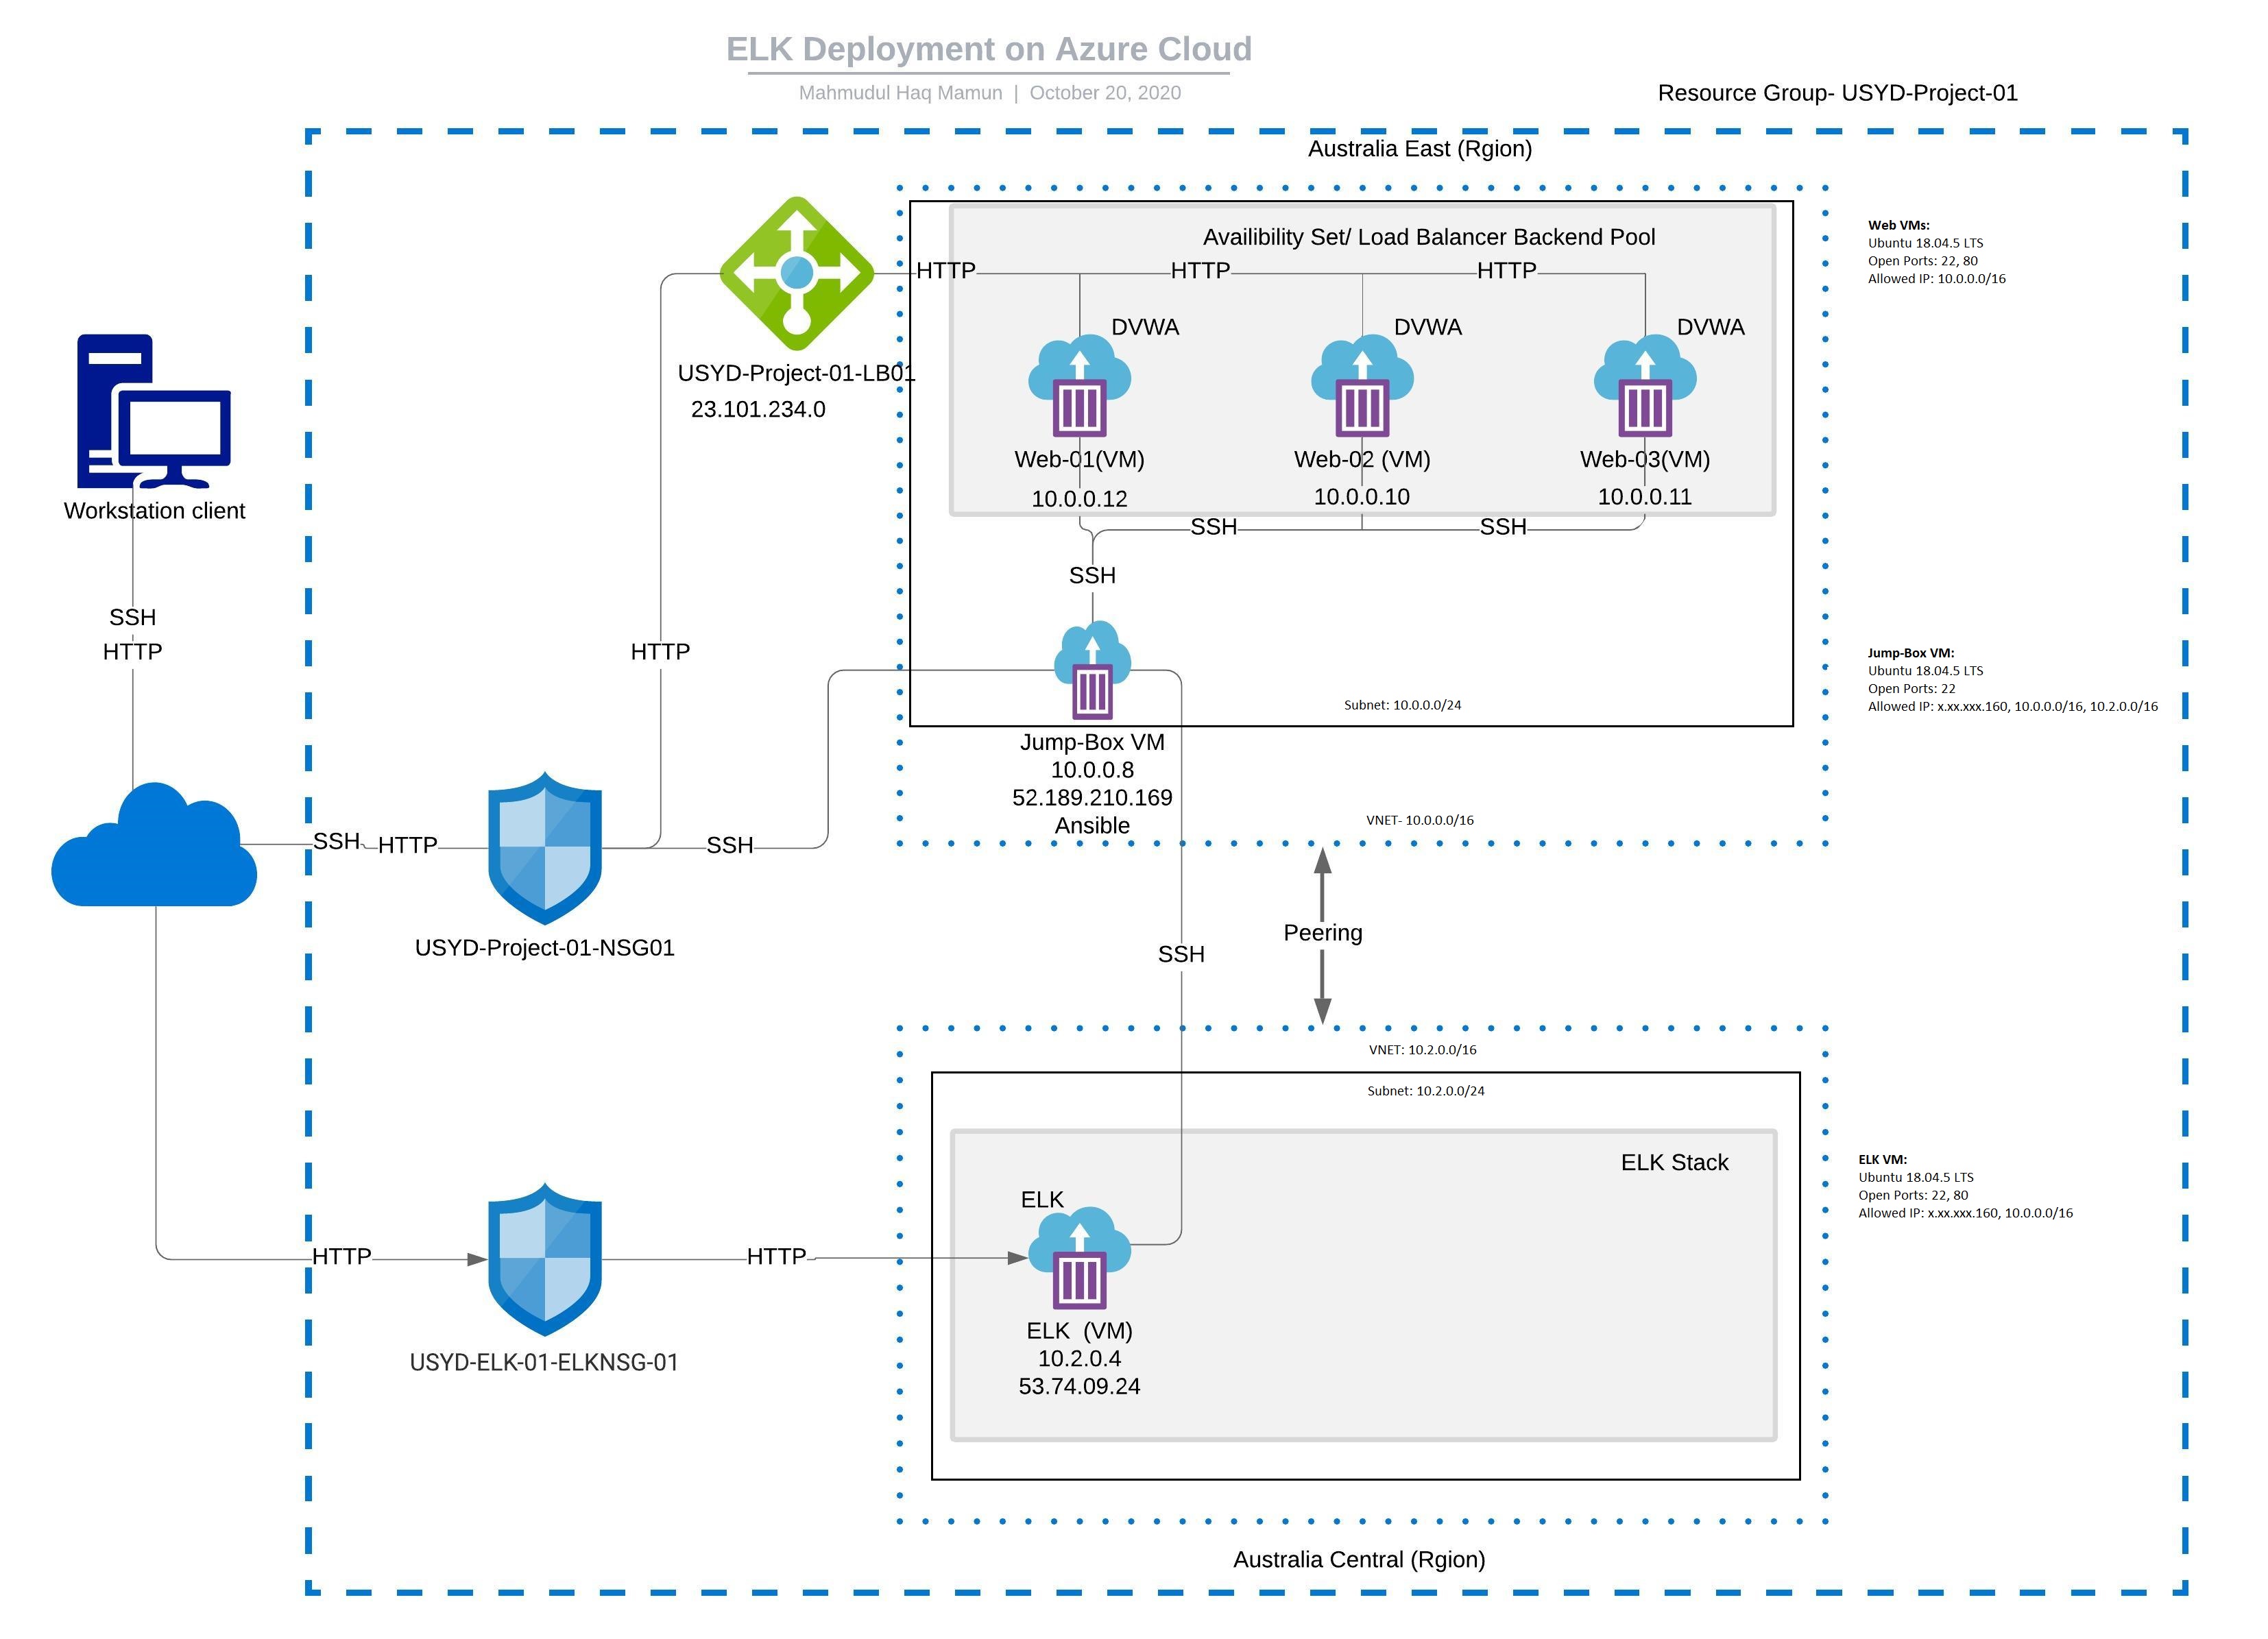 ELK Deployment on Azure Cloud
Mahmudul Haq Mamun | October 20, 2020
Resource Group- USYD-Project-01
Australia East (Rgion)
Availibility Set/ Load Balancer Backend Pool
HTTP
HTTP
HTTP
DVWA
DVWA
DVWA
USYD-Project-01-LB01
23.101.234.0
Web-01(VM)
10.0.0.12
Web-02 (VM)
10.0.0.10
Web-03(VM)
10.0.0.11
SSH
SSH
SSH
Web VMs:
Ubuntu 18.04.5 LTS
Open Ports: 22, 80
Allowed IP: 10.0.0.0/16
Workstation client
SSH
HTTP
HTTP
Subnet: 10.0.0.0/24
Jump-Box VM:
Ubuntu 18.04.5 LTS
Open Ports: 22
Allowed IP: x.xx.xxx.160, 10.0.0.0/16, 10.2.0.0/16
Jump-Box VM
10.0.0.8
52.189.210.169
Ansible
VNET- 10.0.0.0/16
SSH
HTTP
SSH
USYD-Project-01-NSG01
SSH
Peering
VNET: 10.2.0.0/16
Subnet: 10.2.0.0/24
ELK Stack
ELK
ELK VM:
Ubuntu 18.04.5 LTS
Open Ports: 22, 80
Allowed IP: x.xx.xxx.160, 10.0.0.0/16
HTTP
HTTP
USYD-ELK-01-ELKNSG-01
ELK (VM)
10.2.0.4
53.74.09.24
Australia Central (Rgion)